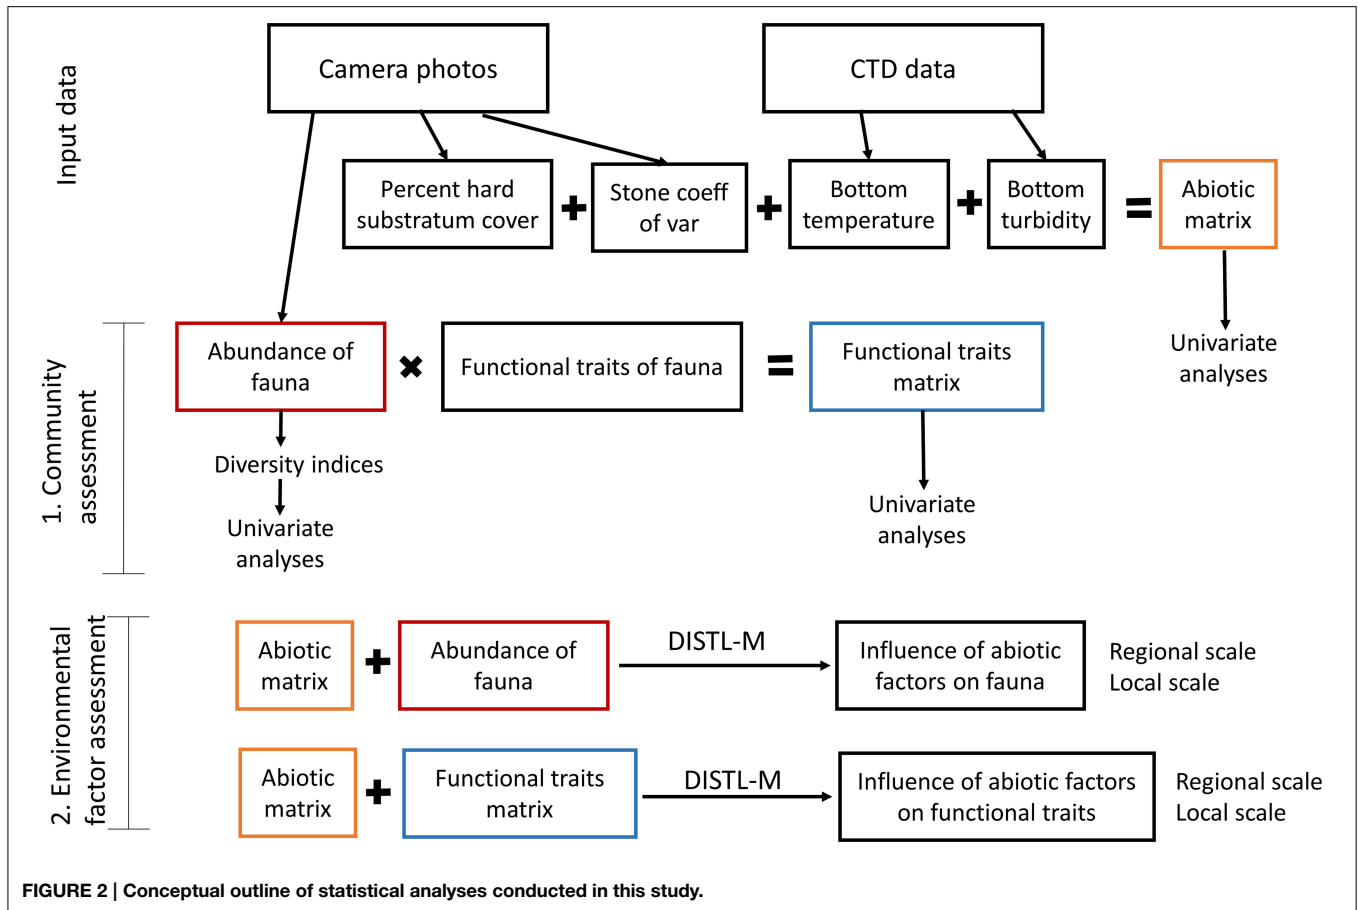 Input data
Camera photos
CTD data
Percent hard
substratum cover
+
Stone coeff
of var
+
Bottom
temperature
+
Bottom
turbidity
=
Abiotic
matrix
Univariate
analyses
1. Community
assessment
Abundance of
fauna
×
Functional traits of fauna
=
Functional traits
matrix
Diversity indices
Univariate
analyses
Univariate
analyses
2. Environmental
factor assessment
Abiotic
matrix
+
Abundance of
fauna
DISTL-M
Influence of abiotic
factors on fauna
Regional scale
Local scale
Abiotic
matrix
+
Functional traits
matrix
DISTL-M
Influence of abiotic factors
on functional traits
Regional scale
Local scale
FIGURE 2 | Conceptual outline of statistical analyses conducted in this study.